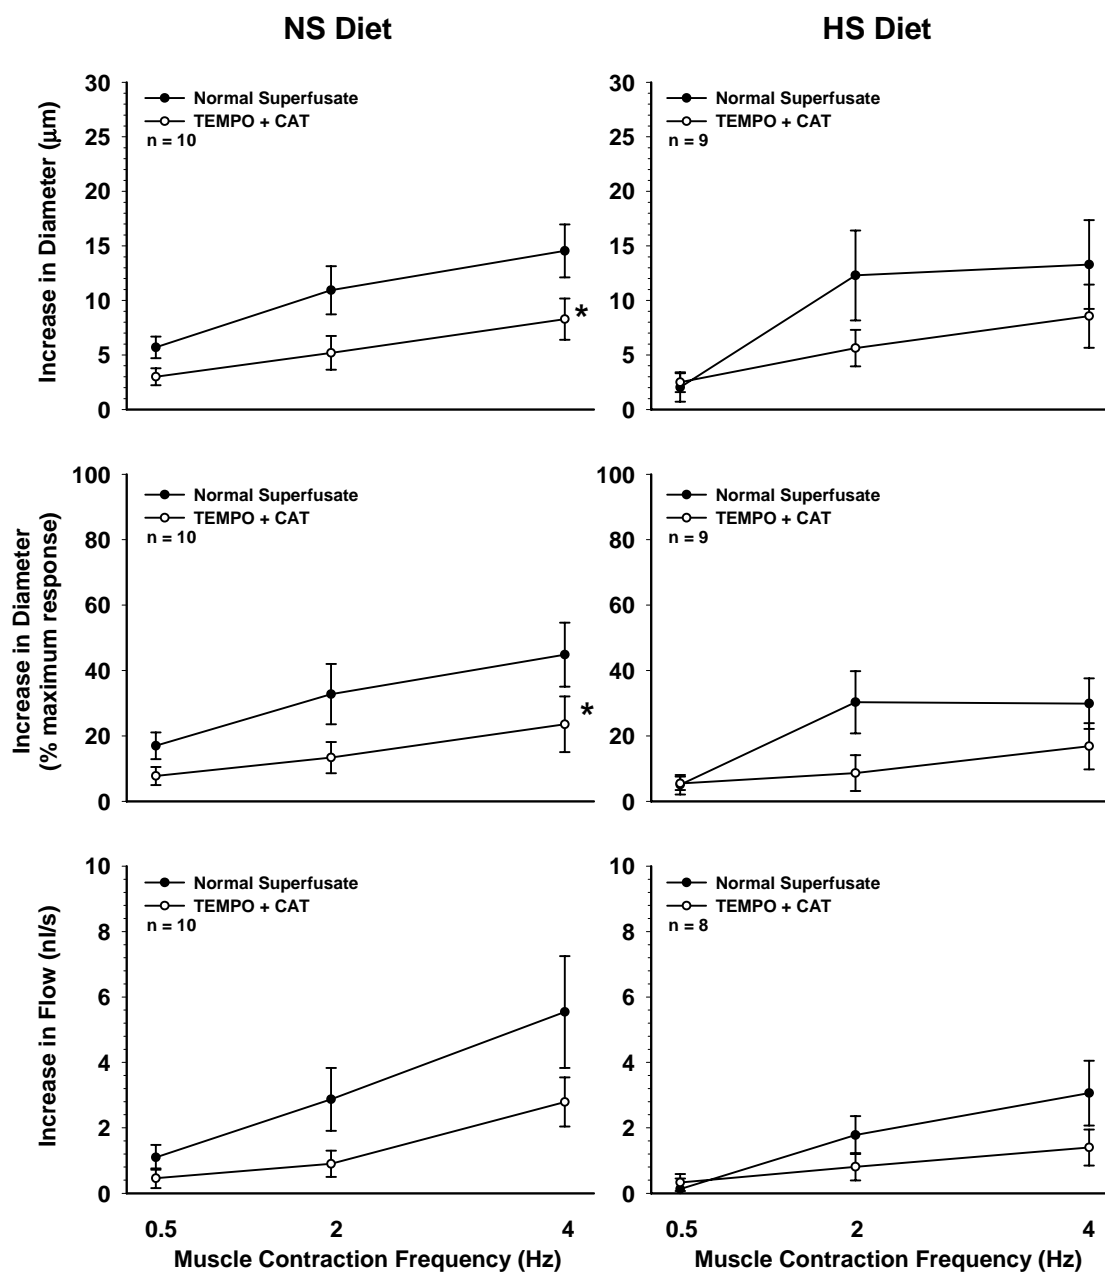 NS Diet
HS Diet
Increase in Diameter (μm)
30
25
20
15
10
5
0
Normal Superfusate
TEMPO + CAT
n = 10
*
30
25
20
15
10
5
0
Normal Superfusate
TEMPO + CAT
n = 9
Increase in Diameter
(% maximum response)
100
80
60
40
20
0
Normal Superfusate
TEMPO + CAT
n = 10
*
100
80
60
40
20
0
Normal Superfusate
TEMPO + CAT
n = 9
Increase in Flow (nl/s)
10
8
6
4
2
0
Normal Superfusate
TEMPO + CAT
n = 10
10
8
6
4
2
0
Normal Superfusate
TEMPO + CAT
n = 8
0.5 2 4
0.5 2 4
Muscle Contraction Frequency (Hz)
Muscle Contraction Frequency (Hz)